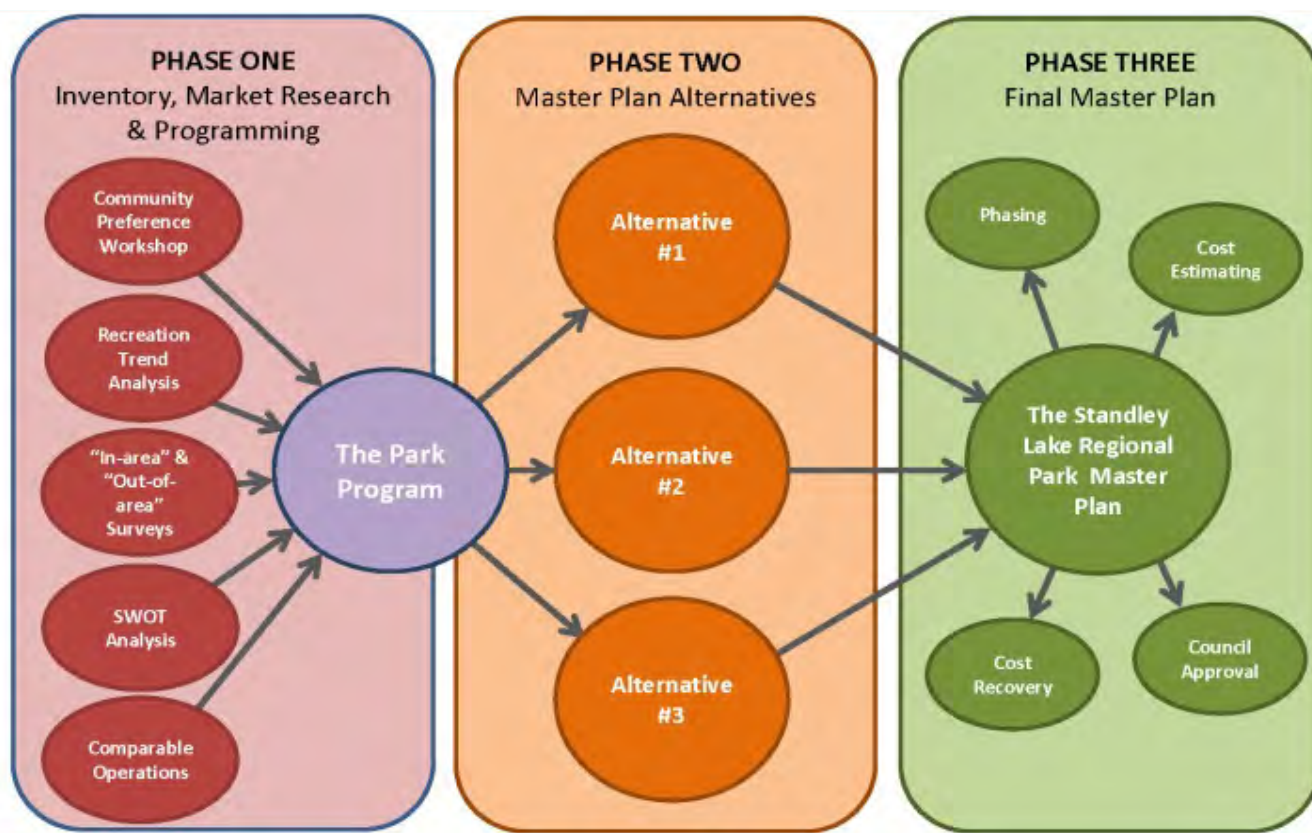 PHASE ONE
Inventory, Market Research
& Programming
Community
Preference
Workshop
Recreation
Trend
Analysis
“In-area” &
“Out-of-
area”
Surveys
SWOT
Analysis
Comparable
Operations
The Park
Program
PHASE TWO
Master Plan Alternatives
Alternative
#1
Alternative
#2
Alternative
#3
PHASE THREE
Final Master Plan
Phasing
Cost
Estimating
The Standley
Lake Regional
Park Master
Plan
Cost
Recovery
Council
Approval